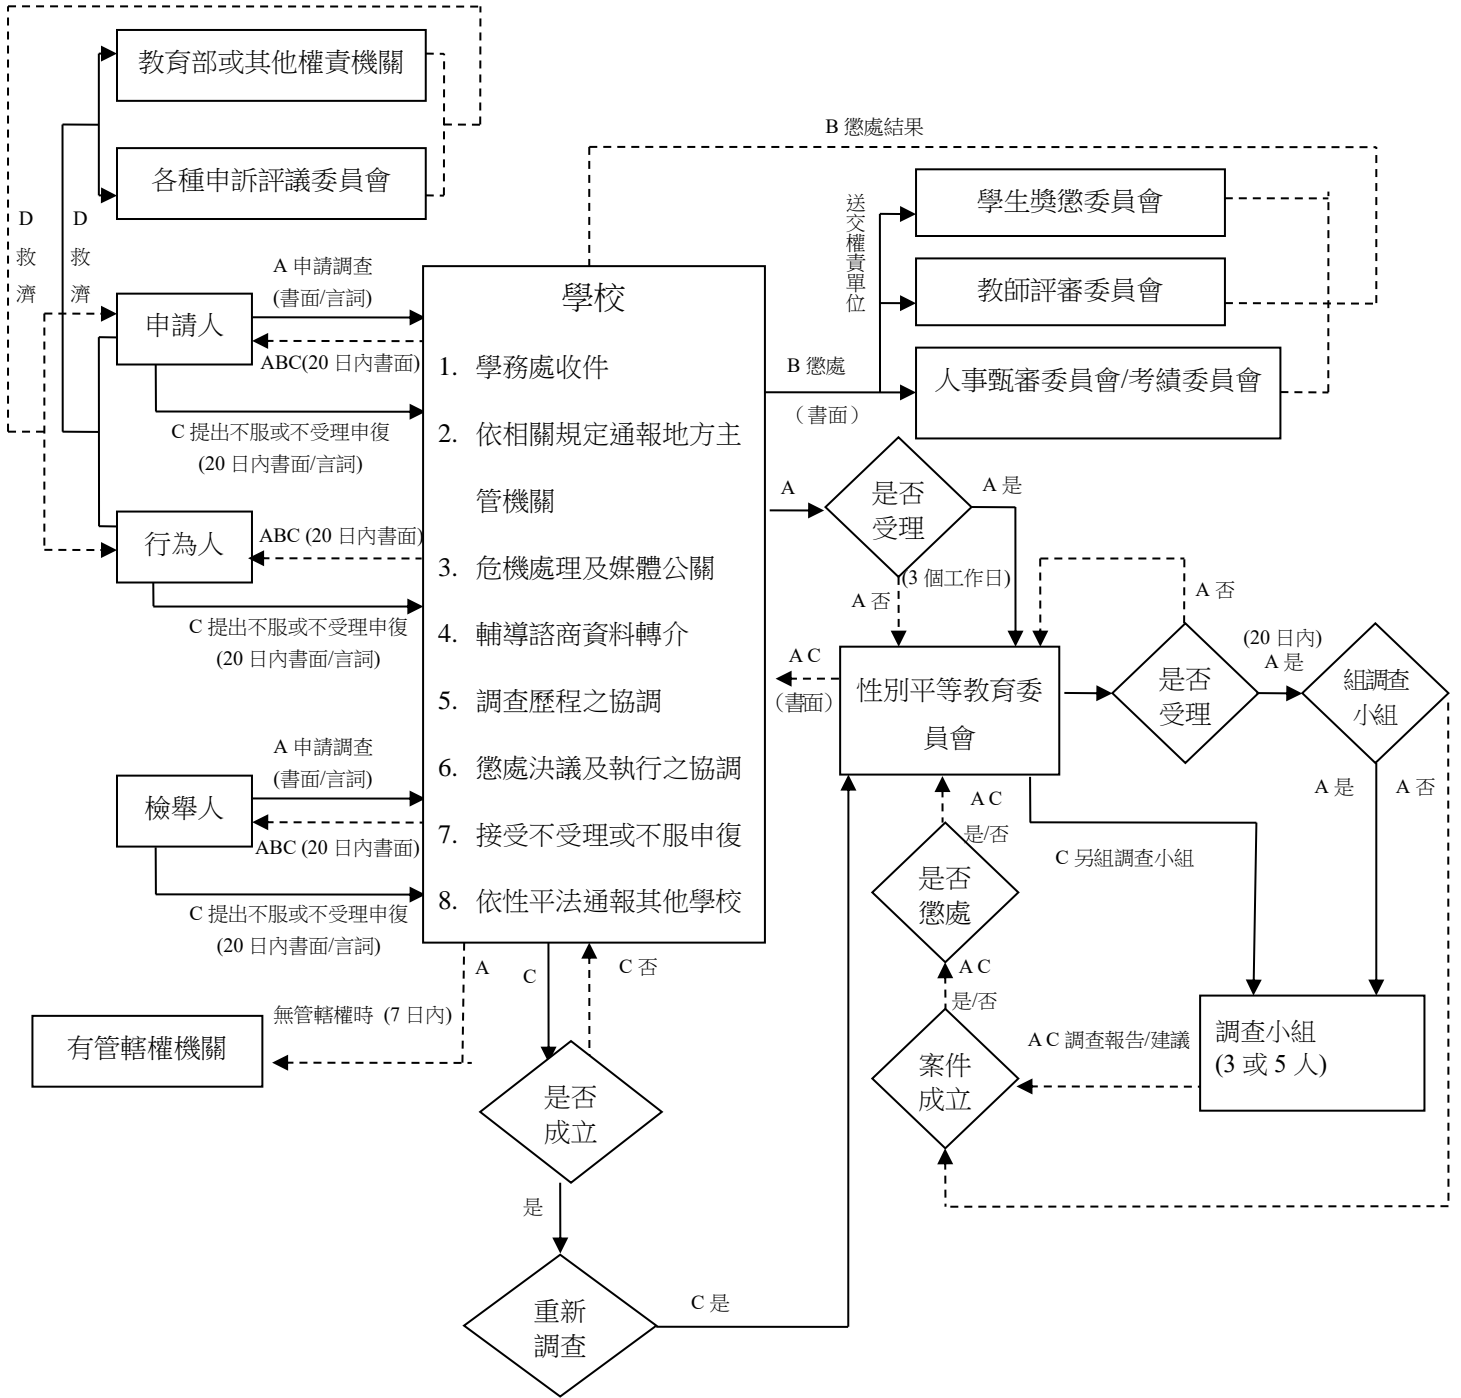 教育部或其他權責機關
B 懲處結果
各種申訴評議委員會
學生獎懲委員會
送交權責單位
D
救
濟
D
救
濟
A 申請調查
(書面/言詞)
學校
教師評審委員會
申請人
ABC(20 日內書面)
1. 學務處收件
B 懲處
(書面)
人事甄審委員會/考績委員會
C 提出不服或不受理申復
(20 日內書面/言詞)
2. 依相關規定通報地方主
管機關
A
是否
受理
A 是
行為人
ABC (20 日內書面)
3. 危機處理及媒體公關
(3 個工作日)
A 否
A 否
C 提出不服或不受理申復
(20 日內書面/言詞)
4. 輔導諮商資料轉介
A C
(書面)
性別平等教育委
員會
是否
受理
(20 日內)
A 是
組調查
小組
5. 調查歷程之協調
A 申請調查
(書面/言詞)
6. 懲處決議及執行之協調
A C
是/否
A 是
A 否
檢舉人
ABC (20 日內書面)
7. 接受不受理或不服申復
C 另組調查小組
是否
懲處
C 提出不服或不受理申復
(20 日內書面/言詞)
8. 依性平法通報其他學校
A
C
C 否
A C
是/否
無管轄權時 (7 日內)
有管轄權機關
調查小組
(3 或 5 人)
A C 調查報告/建議
案件
成立
是否
成立
是
重新
調查
C 是